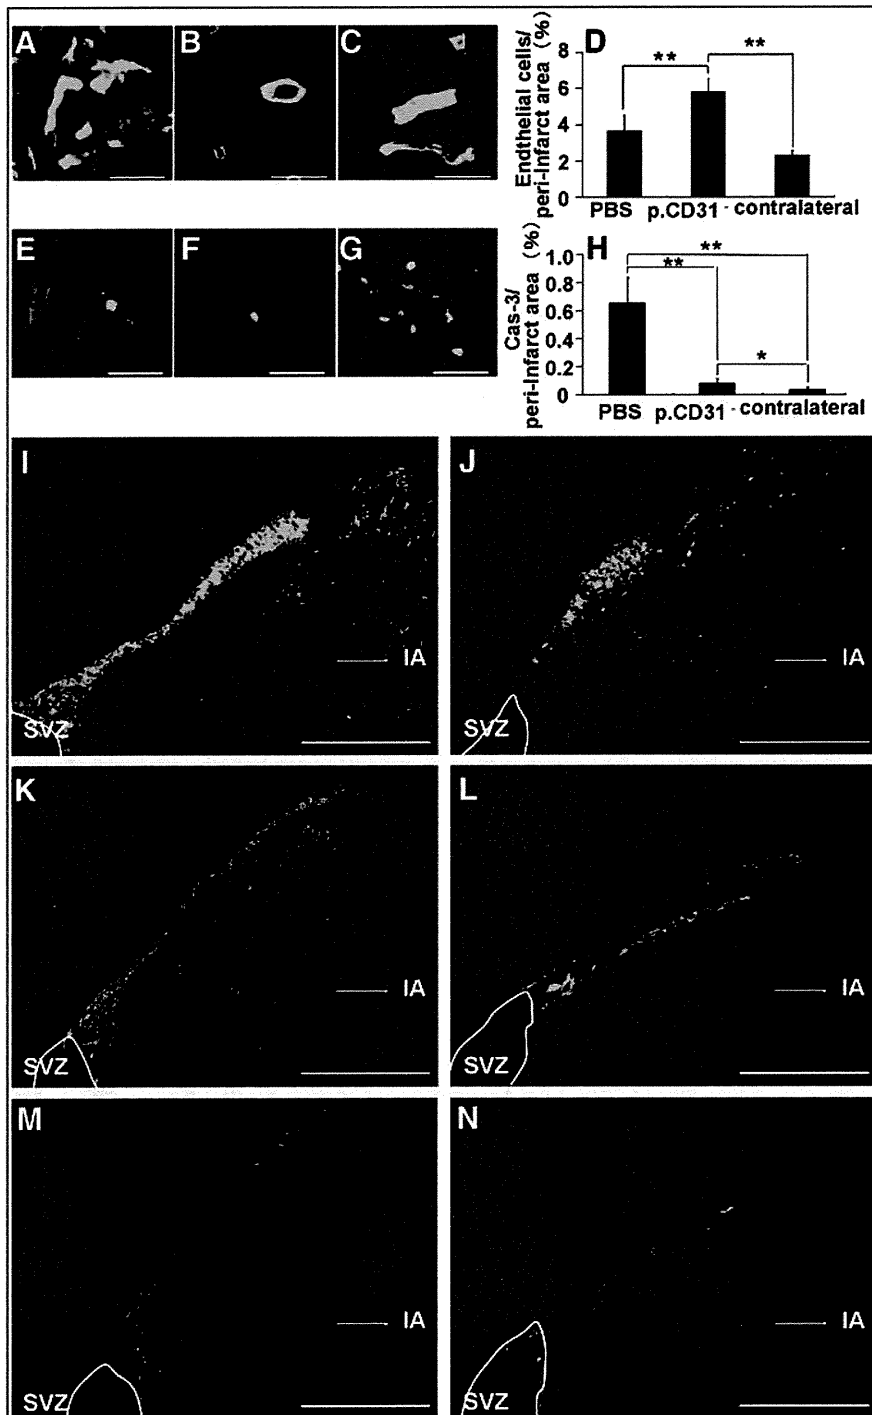 A
B
C
D
Endthelial cells/
peri-Infarct area (%)
8
6
4
2
0
**
**
PBS
p.CD31-
contralateral
E
F
G
H
Cas-3/
peri-Infarct area (%)
1.0
0.8
0.6
0.4
0.2
0
**
**
*
PBS
p.CD31-
contralateral
I
IA
SVZ
J
IA
SVZ
K
IA
SVZ
L
IA
SVZ
M
IA
SVZ
N
IA
SVZ